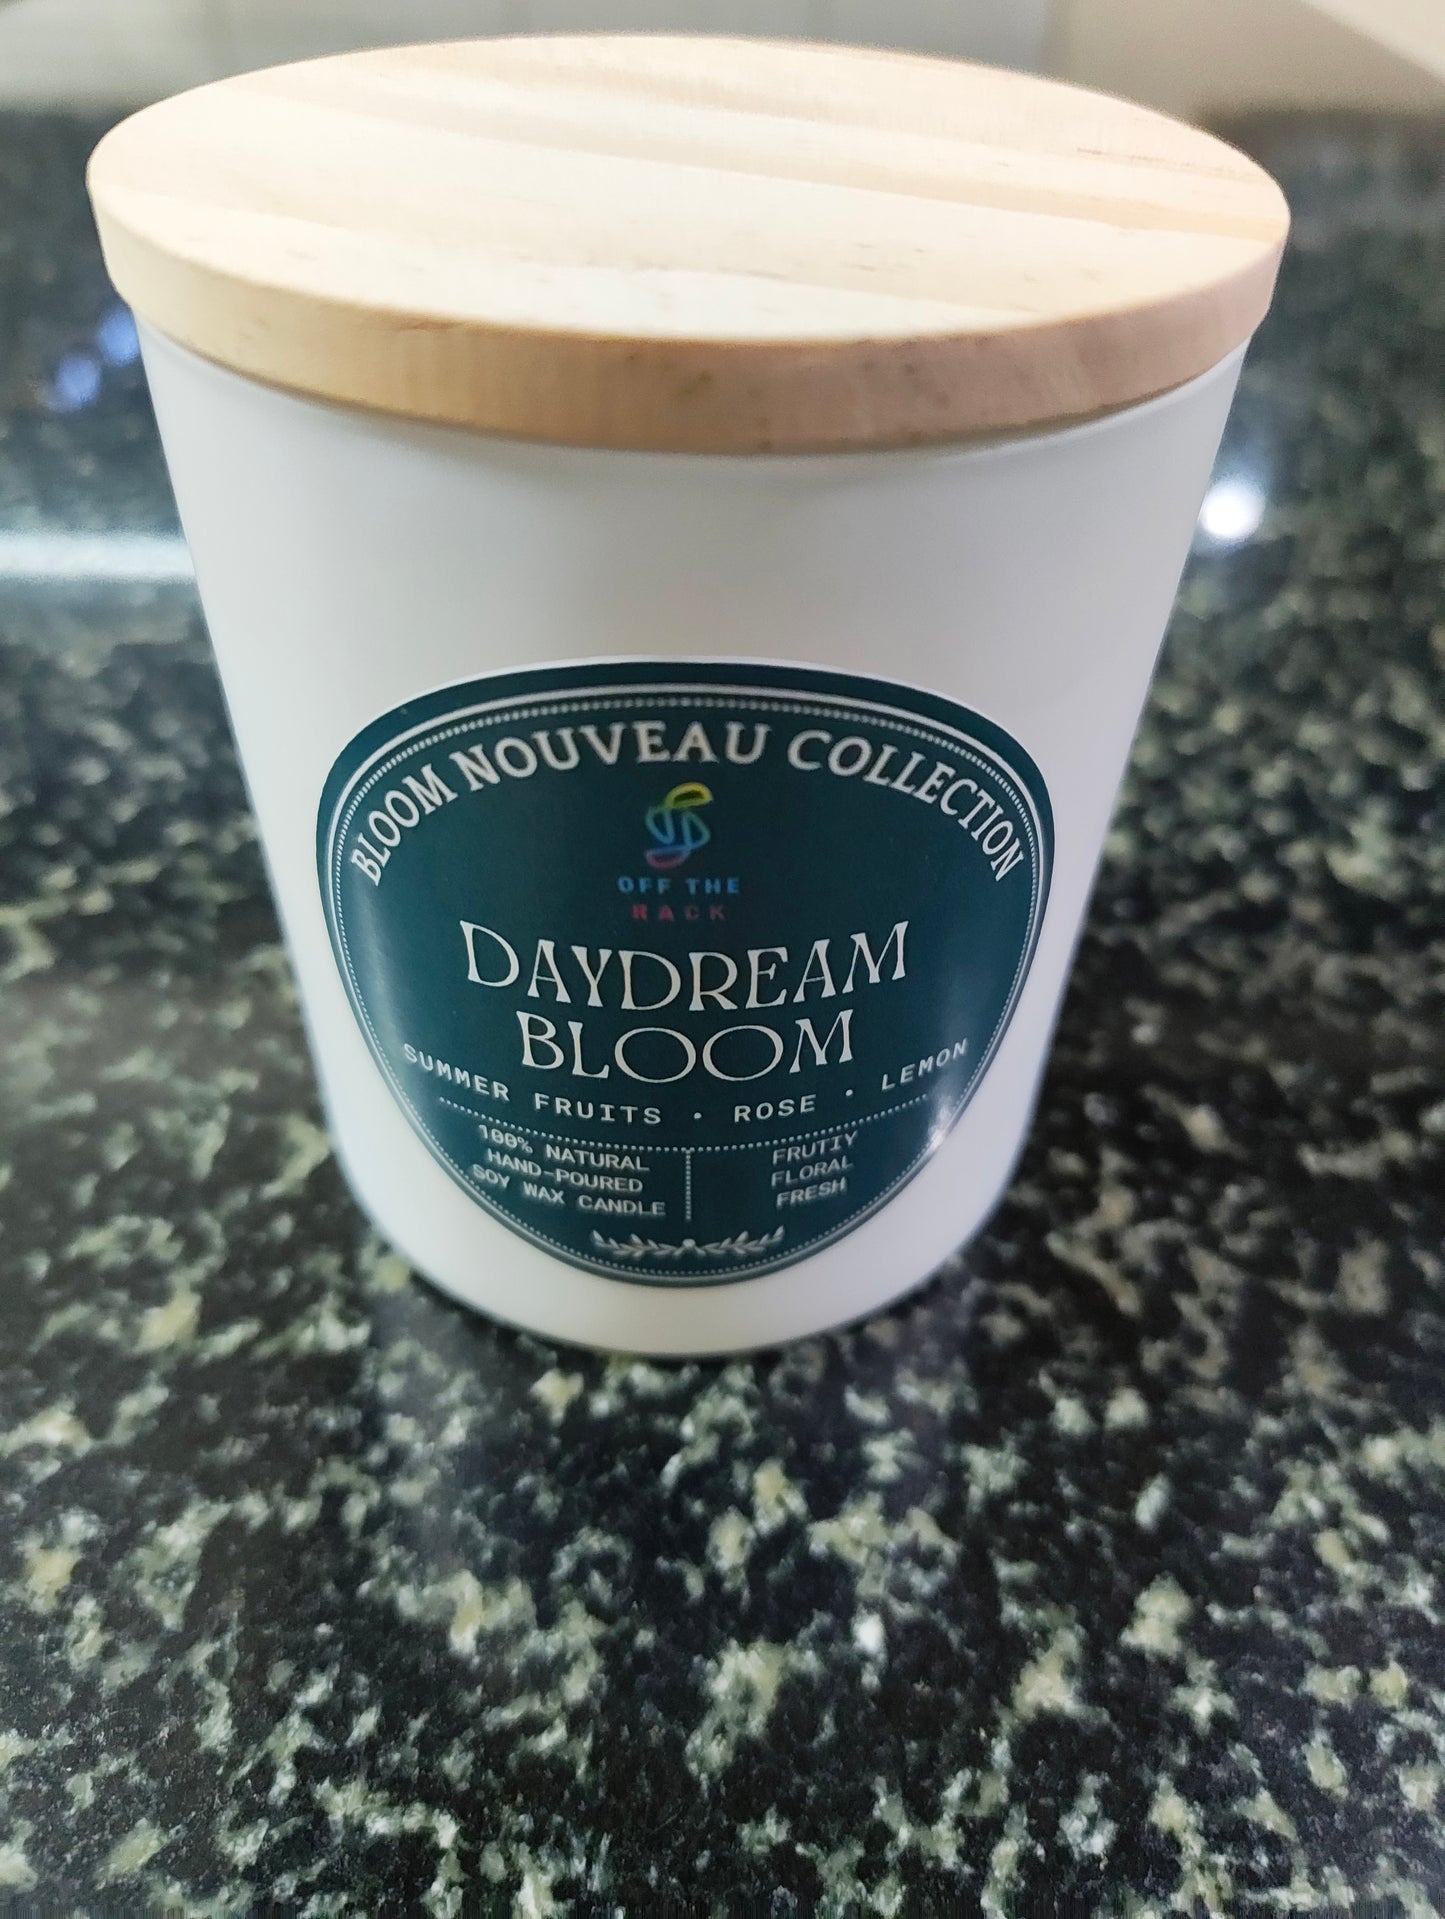 BLOOM NOUVEAU COLLECTION
OFF THE
RACK
DAYDREAM
BLOOM
SUMMER FRUITS · ROSE · LEMON
100% NATURAL
HAND-POURED
SOY WAX CANDLE
FRUTIY
FLORAL
FRESH